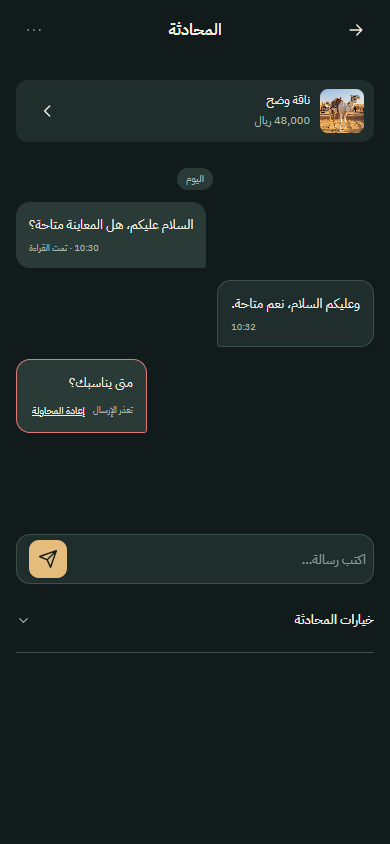 المحادثة
ناقة وضح
48,000 ريال
اليوم
السلام عليكم، هل المعاينة متاحة؟
10:30 · تمت القراءة
وعليكم السلام، نعم متاحة.
10:32
متى يناسبك؟
تعذر الإرسال إعادة المحاولة
اكتب رسالة...
خيارات المحادثة